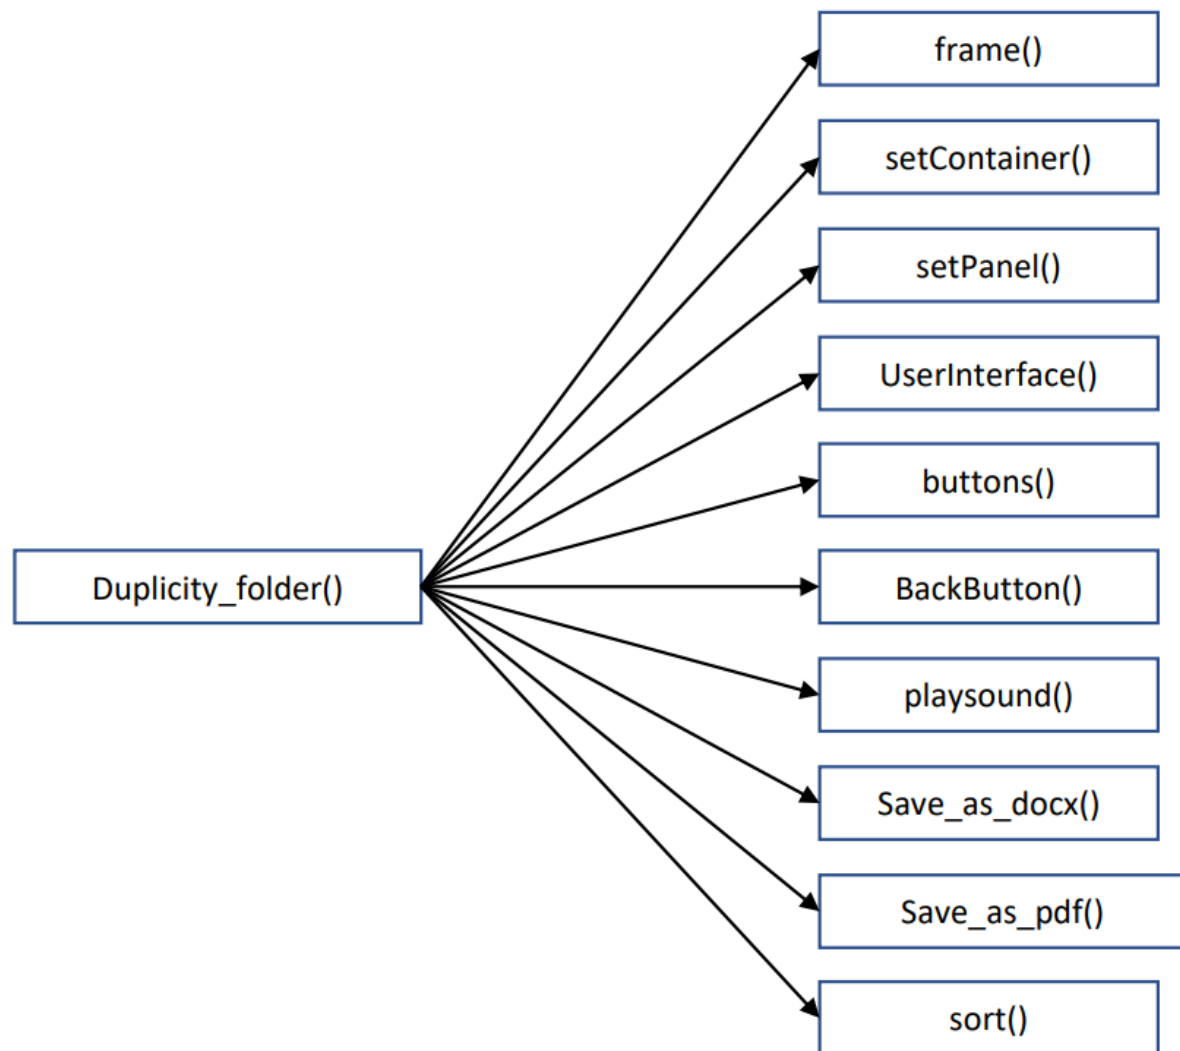 frame()
setContainer()
setPanel()
UserInterface()
buttons()
Duplicity_folder()
BackButton()
playsound()
Save_as_docx()
Save_as_pdf()
sort()